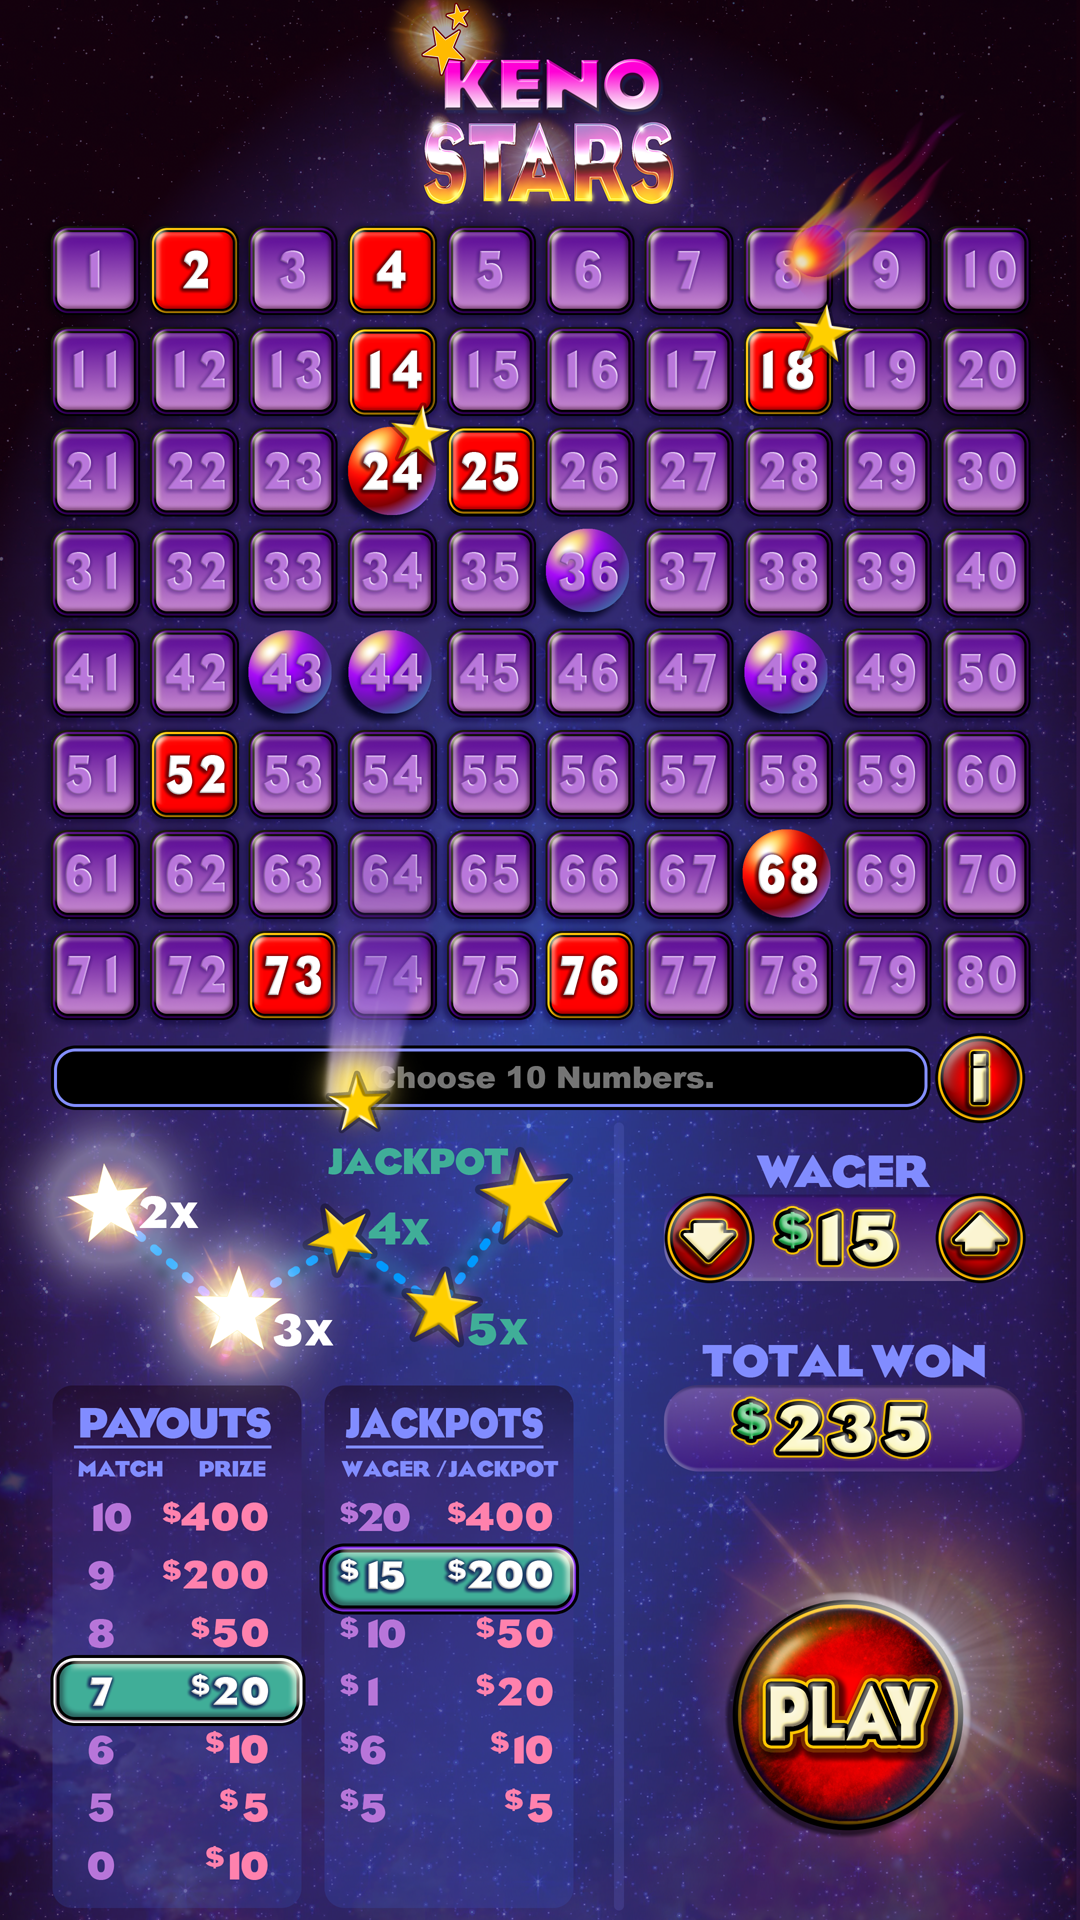 KENO
STARS
1 2 3 4 5 6 7 8 9 10
11 12 13 14 15 16 17 18 19 20
21 22 23 24 25 26 27 28 29 30
31 32 33 34 35 36 37 38 39 40
41 42 43 44 45 46 47 48 49 50
51 52 53 54 55 56 57 58 59 60
61 62 63 64 65 66 67 68 69 70
71 72 73 74 75 76 77 78 79 80
Choose 10 Numbers.
i
JACKPOT
2x
4x
3x
5x
WAGER
$15
TOTAL WON
$235
PAYOUTS
MATCH PRIZE
10 $400
9 $200
8 $50
7 $20
6 $10
5 $5
0 $10
JACKPOTS
WAGER / JACKPOT
$20 $400
$15 $200
$10 $50
$1 $20
$6 $10
$5 $5
PLAY